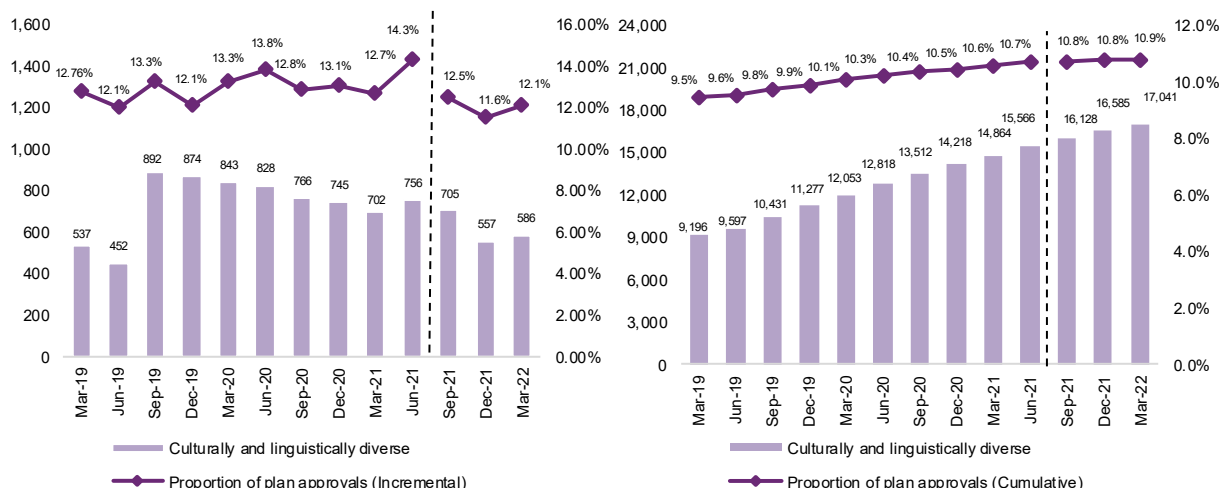 1,600
1,400
1,200
1,000
800
600
400
200
0
16.00%
14.00%
12.00%
10.00%
8.00%
6.00%
4.00%
2.00%
0.00%
12.76%
12.1%
13.3%
12.1%
13.3%
13.8%
12.8%
13.1%
12.7%
14.3%
12.5%
11.6%
12.1%
537
452
892
874
843
828
766
745
702
756
705
557
586
Mar-19
Jun-19
Sep-19
Dec-19
Mar-20
Jun-20
Sep-20
Dec-20
Mar-21
Jun-21
Sep-21
Dec-21
Mar-22
Culturally and linguistically diverse
Proportion of plan approvals (Incremental)
24,000
21,000
18,000
15,000
12,000
9,000
6,000
3,000
0
12.0%
10.0%
8.0%
6.0%
4.0%
2.0%
0.0%
9.5%
9.6%
9.8%
9.9%
10.1%
10.3%
10.4%
10.5%
10.6%
10.7%
10.8%
10.8%
10.9%
9,196
9,597
10,431
11,277
12,053
12,818
13,512
14,218
14,864
15,566
16,128
16,585
17,041
Mar-19
Jun-19
Sep-19
Dec-19
Mar-20
Jun-20
Sep-20
Dec-20
Mar-21
Jun-21
Sep-21
Dec-21
Mar-22
Culturally and linguistically diverse
Proportion of plan approvals (Cumulative)